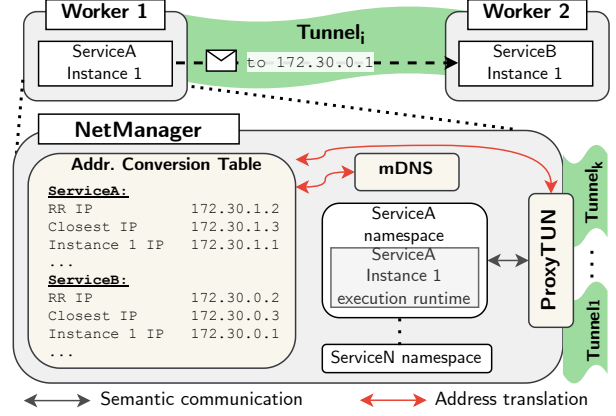 Worker 1
Worker 2
Tunneli
ServiceA
Instance 1
to 172.30.0.1
ServiceB
Instance 1
NetManager
Addr. Conversion Table
ServiceA:
RR IP 172.30.1.2
Closest IP 172.30.1.3
Instance 1 IP 172.30.1.1
...
ServiceB:
RR IP 172.30.0.2
Closest IP 172.30.0.3
Instance 1 IP 172.30.0.1
...
mDNS
ServiceA
namespace
ServiceA
Instance 1
execution runtime
ServiceN namespace
ProxyTUN
Tunnelk
...
Tunnel1
Semantic communication
Address translation